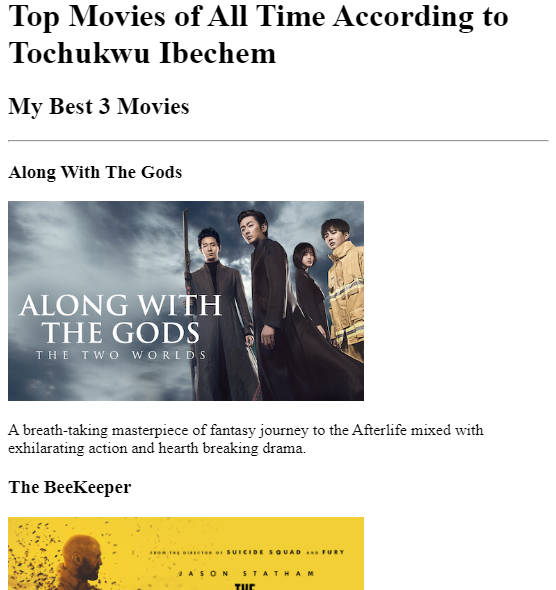 Top Movies of All Time According to
Tochukwu Ibechem
My Best 3 Movies
Along With The Gods
ALONG WITH
THE GODS
THE TWO WORLDS
A breath-taking masterpiece of fantasy journey to the Afterlife mixed with
exhilarating action and hearth breaking drama.
The BeeKeeper
FROM THE DIRECTOR OF SUICIDE SQUAD AND FURY
JASON STATHAM
THE